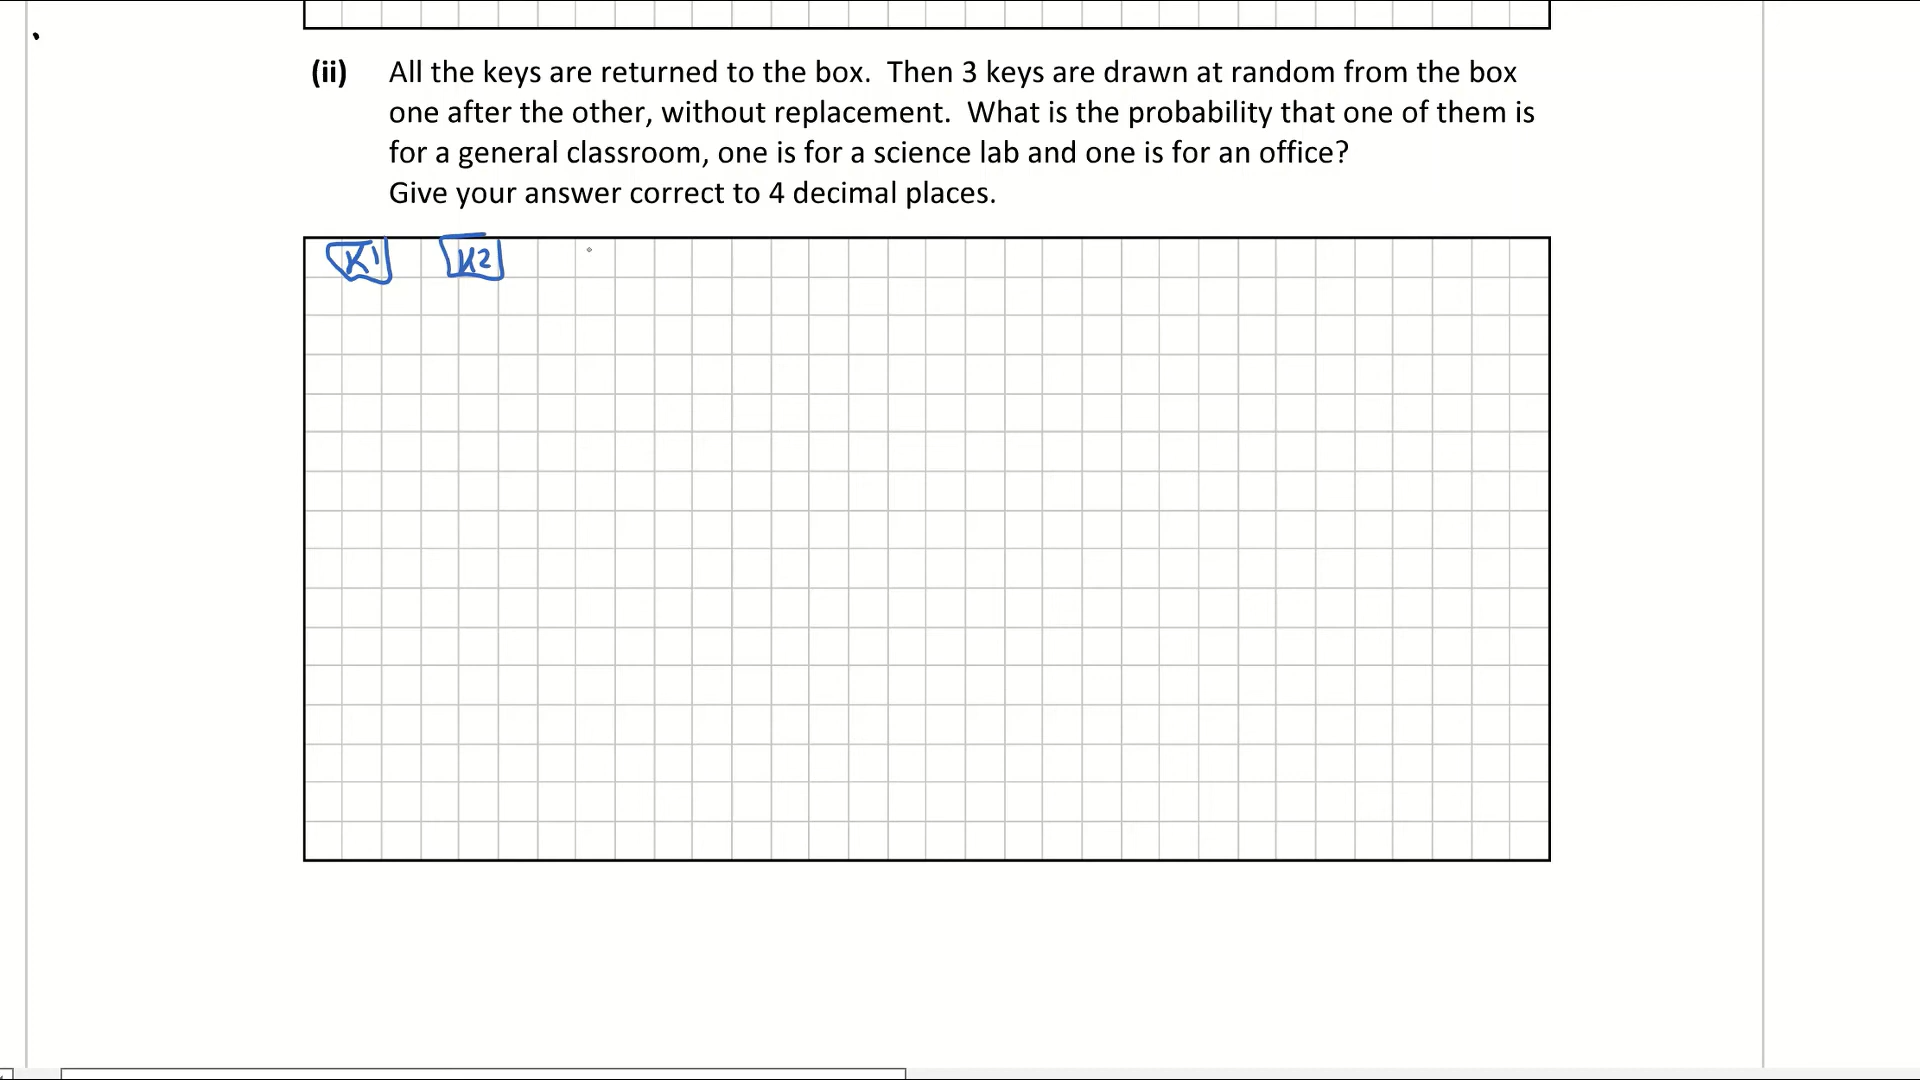 (ii) All the keys are returned to the box. Then 3 keys are drawn at random from the box
one after the other, without replacement. What is the probability that one of them is
for a general classroom, one is for a science lab and one is for an office?
Give your answer correct to 4 decimal places.
K1 K2